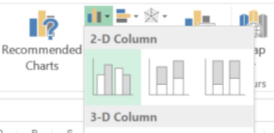 Recommended
Charts
2-D Column
3-D Column